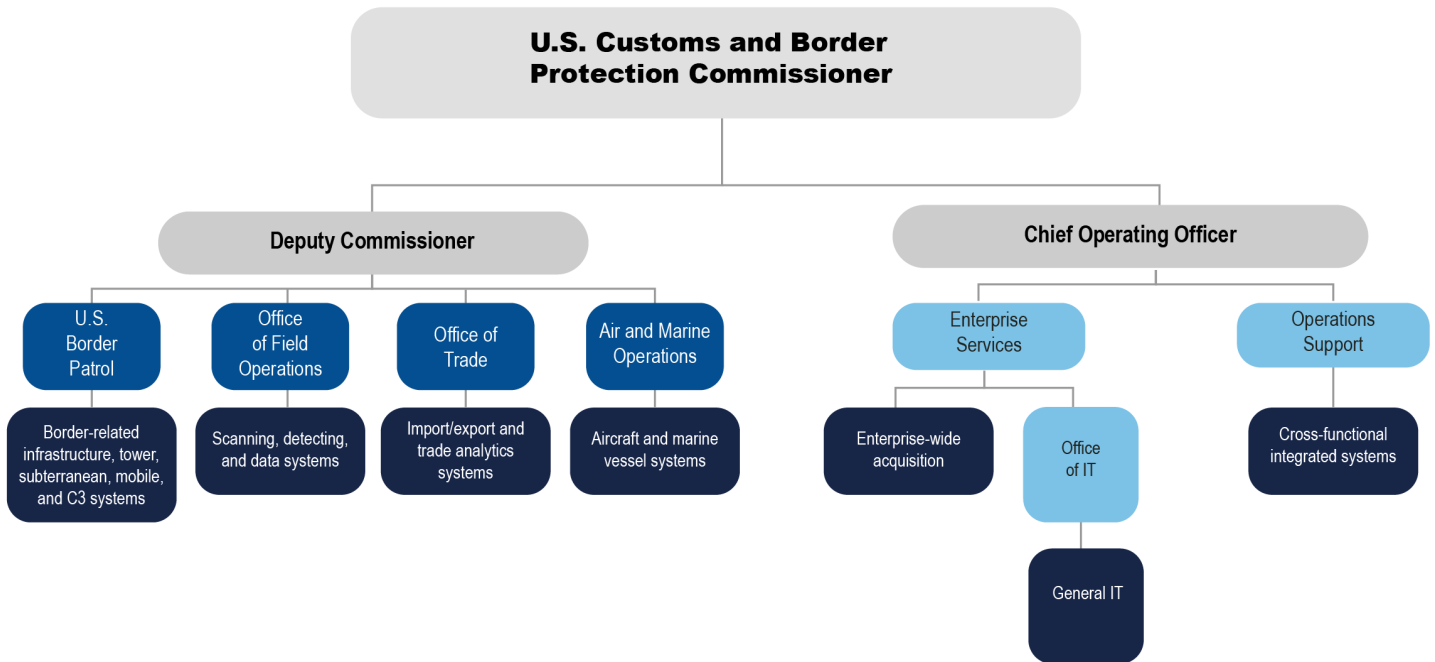 U.S. Customs and Border
Protection Commissioner
Deputy Commissioner
Chief Operating Officer
U.S.
Border
Patrol
Office
of Field
Operations
Office of
Trade
Air and Marine
Operations
Enterprise
Services
Operations
Support
Border-related
infrastructure, tower,
subterranean, mobile,
and C3 systems
Scanning, detecting,
and data systems
Import/export and
trade analytics
systems
Aircraft and marine
vessel systems
Enterprise-wide
acquisition
Office
of IT
Cross-functional
integrated systems
General IT